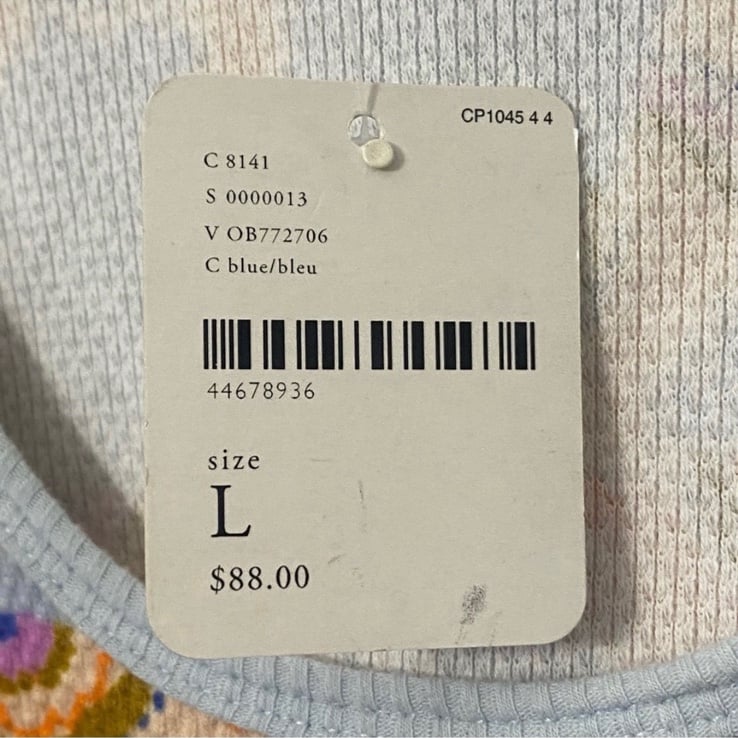 CP1045 4 4
C 8141
S 0000013
V OB772706
C blue/bleu
44678936
size
L
$88.00